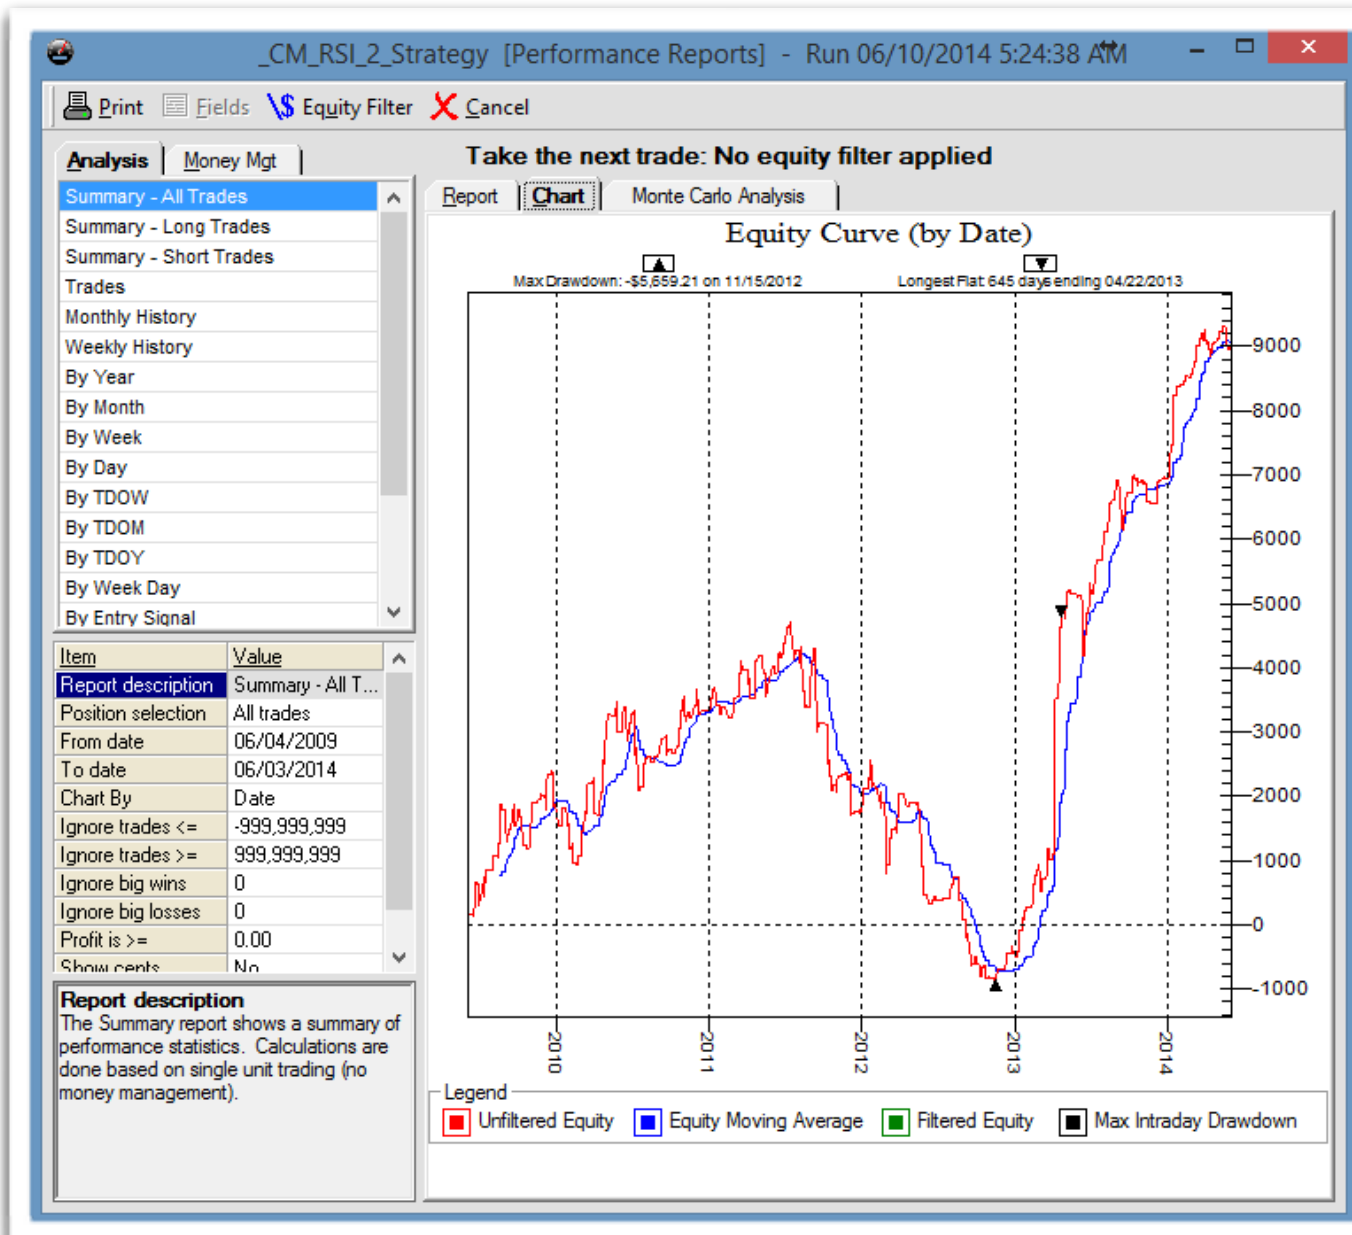 _CM_RSI_2_Strategy [Performance Reports] - Run 06/10/2014 5:24:38 AM
Print Fields Equity Filter Cancel
Analysis Money Mgt
Take the next trade: No equity filter applied
Summary - All Trades
Summary - Long Trades
Summary - Short Trades
Trades
Monthly History
Weekly History
By Year
By Month
By Week
By Day
By TDOW
By TDOM
By TDOY
By Week Day
By Entry Signal
Item Value
Report description Summary - All T...
Position selection All trades
From date 06/04/2009
To date 06/03/2014
Chart By Date
Ignore trades <= -999,999,999
Ignore trades >= 999,999,999
Ignore big wins 0
Ignore big losses 0
Profit is >= 0.00
Show cents No
Report description
The Summary report shows a summary of
performance statistics. Calculations are
done based on single unit trading (no
money management).
Report Chart Monte Carlo Analysis
Equity Curve (by Date)
Max Drawdown: -$5,659.21 on 11/15/2012
Longest Flat: 645 days ending 04/22/2013
9000
8000
7000
6000
5000
4000
3000
2000
1000
0
-1000
2010 2011 2012 2013 2014
Legend
Unfiltered Equity Equity Moving Average Filtered Equity Max Intraday Drawdown